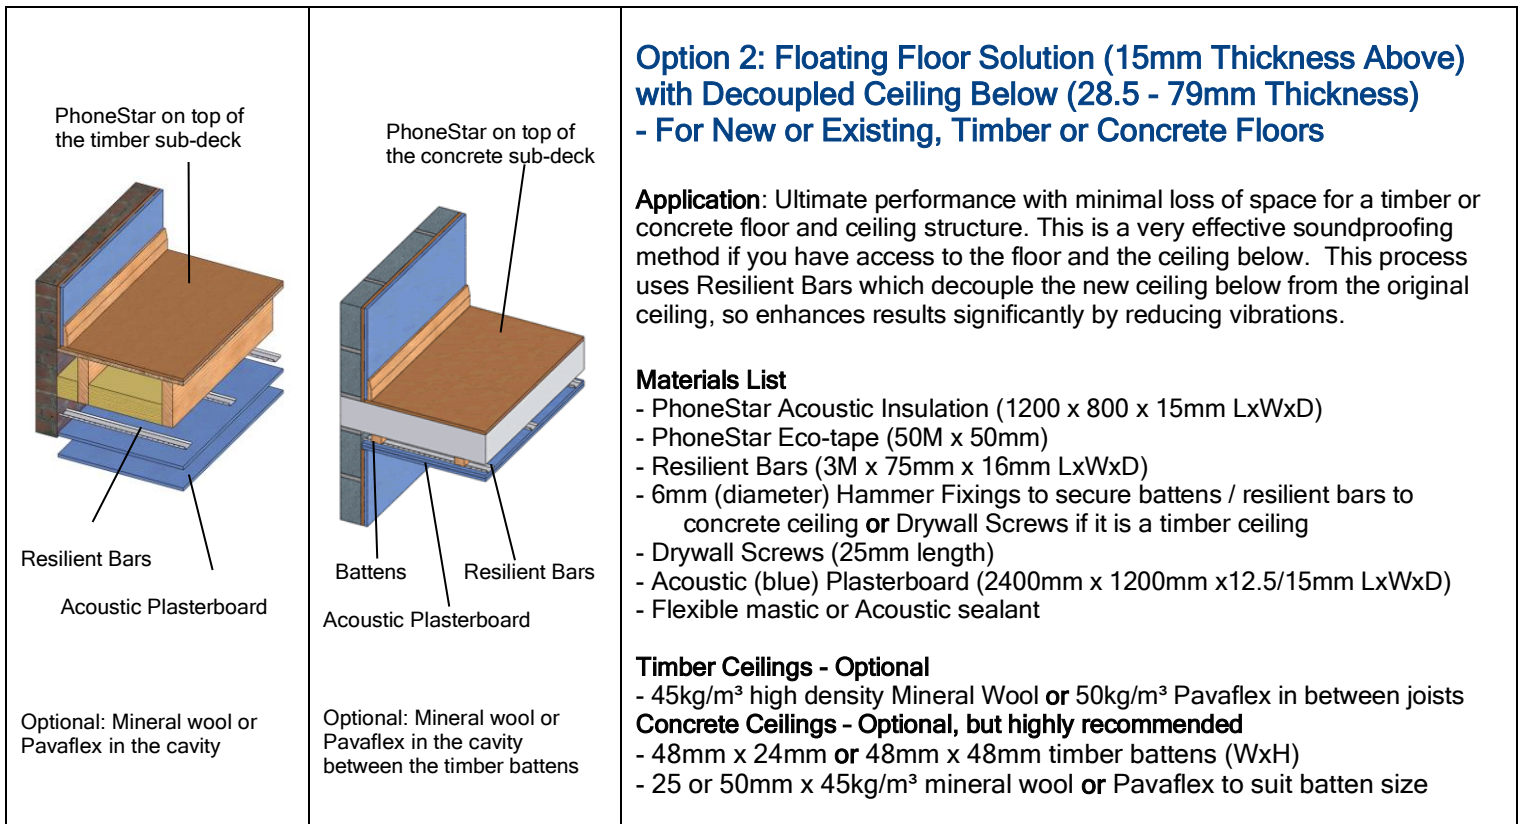 PhoneStar on top of
the timber sub-deck
Resilient Bars
Acoustic Plasterboard
Optional: Mineral wool or
Pavaflex in the cavity
PhoneStar on top of
the concrete sub-deck
Battens
Resilient Bars
Acoustic Plasterboard
Optional: Mineral wool or
Pavaflex in the cavity
between the timber battens
Option 2: Floating Floor Solution (15mm Thickness Above)
with Decoupled Ceiling Below (28.5 - 79mm Thickness)
- For New or Existing, Timber or Concrete Floors
Application: Ultimate performance with minimal loss of space for a timber or
concrete floor and ceiling structure. This is a very effective soundproofing
method if you have access to the floor and the ceiling below.  This process
uses Resilient Bars which decouple the new ceiling below from the original
ceiling, so enhances results significantly by reducing vibrations.
Materials List
- PhoneStar Acoustic Insulation (1200 x 800 x 15mm LxWxD)
- PhoneStar Eco-tape (50M x 50mm)
- Resilient Bars (3M x 75mm x 16mm LxWxD)
- 6mm (diameter) Hammer Fixings to secure battens / resilient bars to
concrete ceiling or Drywall Screws if it is a timber ceiling
- Drywall Screws (25mm length)
- Acoustic (blue) Plasterboard (2400mm x 1200mm x12.5/15mm LxWxD)
- Flexible mastic or Acoustic sealant
Timber Ceilings - Optional
- 45kg/m³ high density Mineral Wool or 50kg/m³ Pavaflex in between joists
Concrete Ceilings – Optional, but highly recommended
- 48mm x 24mm or 48mm x 48mm timber battens (WxH)
- 25 or 50mm x 45kg/m³ mineral wool or Pavaflex to suit batten size